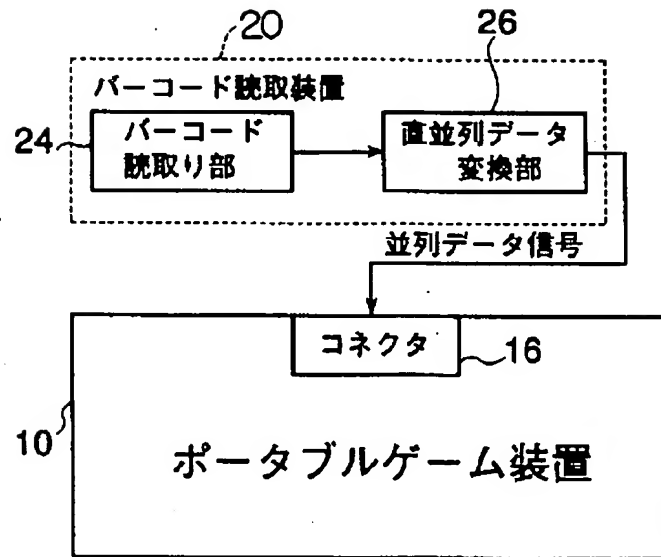 20
26
バーコード読取装置
24
バーコード
読取り部
直並列データ
変換部
並列データ信号
コネクタ
16
10
ポータブルゲーム装置